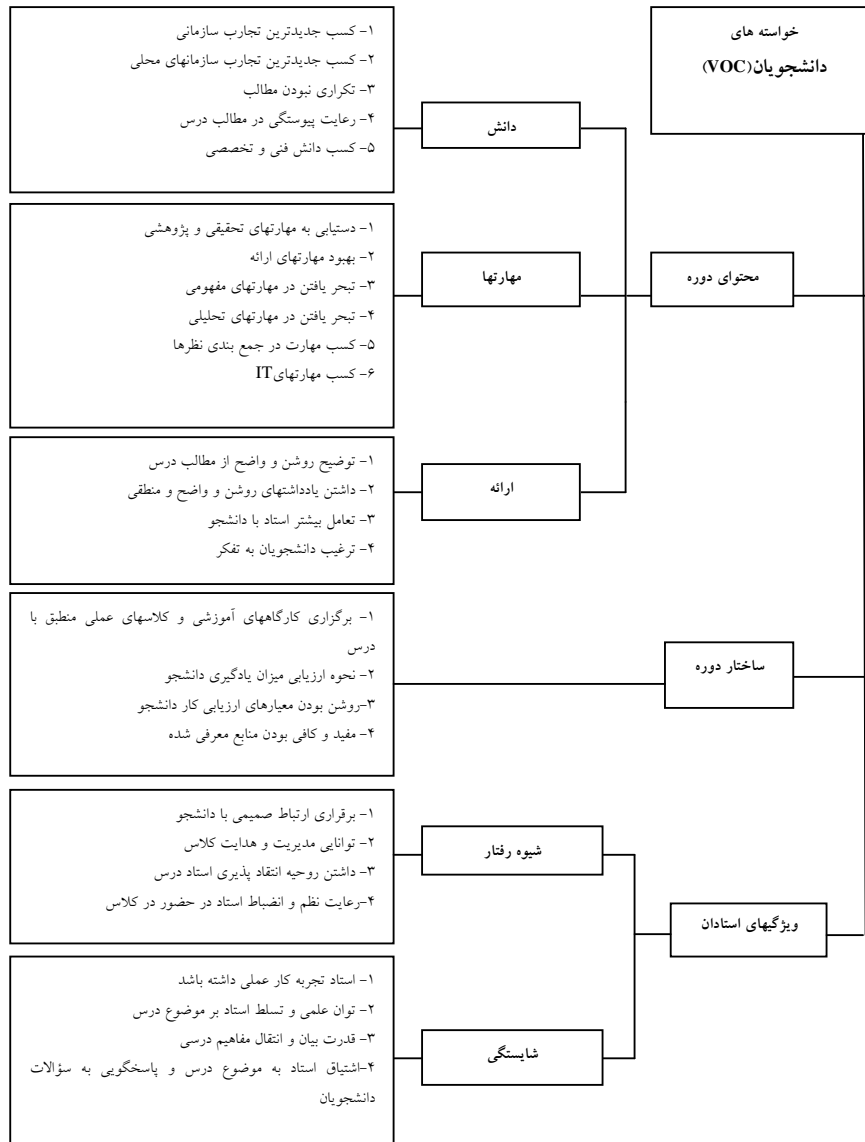 خواسته های
دانشجویان(VOC)
محتوای دوره
دانش
۱- کسب جدیدترین تجارب سازمانی
۲- کسب جدیدترین تجارب سازمانهای محلی
۳- تکراری نبودن مطالب
۴- رعایت پیوستگی در مطالب درس
۵- کسب دانش فنی و تخصصی
مهارتها
۱- دستیابی به مهارتهای تحقیقی و پژوهشی
۲- بهبود مهارتهای ارائه
۳- تبحر یافتن در مهارتهای مفهومی
۴- تبحر یافتن در مهارتهای تحلیلی
۵- کسب مهارت در جمع بندی نظرها
۶- کسب مهارتهایIT
ارائه
۱- توضیح روشن و واضح از مطالب درس
۲- داشتن یادداشتهای روشن و واضح و منطقی
۳- تعامل بیشتر استاد با دانشجو
۴- ترغیب دانشجویان به تفکر
ساختار دوره
۱- برگزاری کارگاههای آموزشی و کلاسهای عملی منطبق با
درس
۲- نحوه ارزیابی میزان یادگیری دانشجو
۳-روشن بودن معیارهای ارزیابی کار دانشجو
۴- مفید و کافی بودن منابع معرفی شده
ویژگیهای استادان
شیوه رفتار
۱- برقراری ارتباط صمیمی با دانشجو
۲- توانایی مدیریت و هدایت کلاس
۳- داشتن روحیه انتقاد پذیری استاد درس
۴-رعایت نظم و انضباط استاد در حضور در کلاس
شایستگی
۱- استاد تجربه کار عملی داشته باشد
۲- توان علمی و تسلط استاد بر موضوع درس
۳- قدرت بیان و انتقال مفاهیم درسی
۴-اشتیاق استاد به موضوع درس و پاسخگویی به سؤالات
دانشجویان